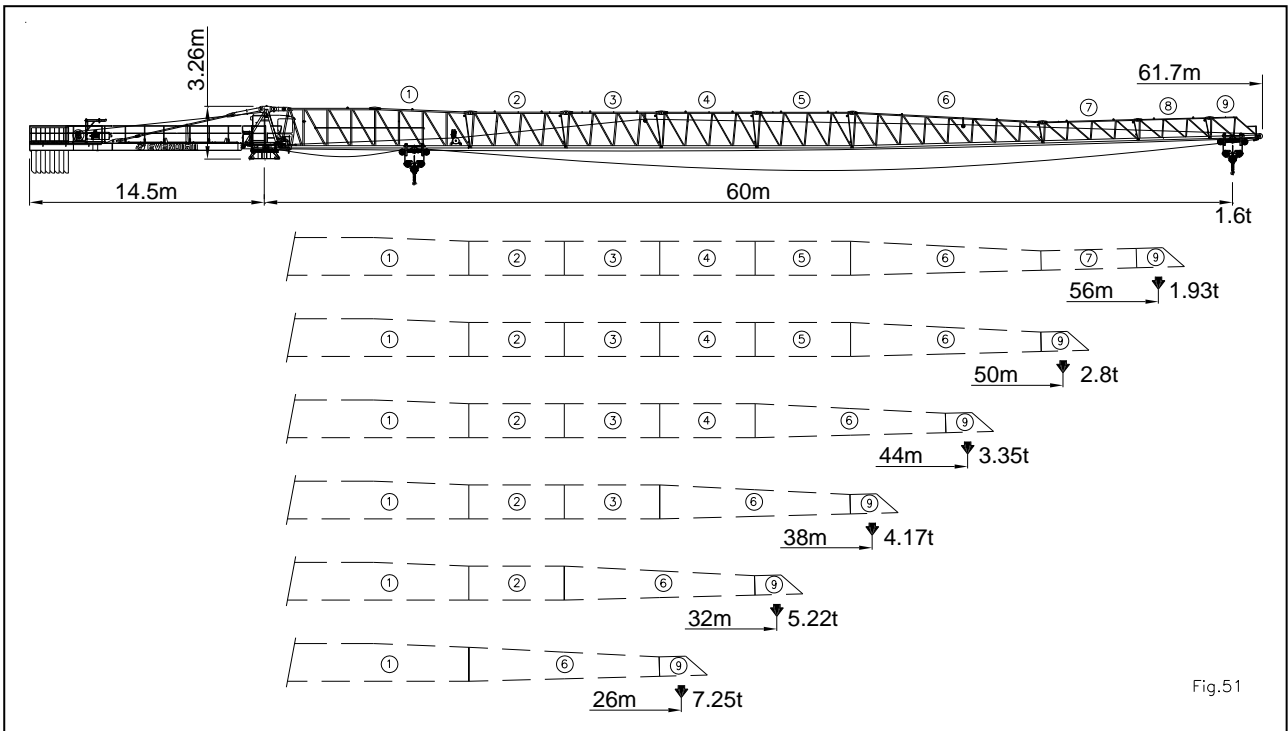 3.26m
61.7m
① ② ③ ④ ⑤ ⑥ ⑦ ⑧ ⑨
14.5m 60m
1.6t
① ② ③ ④ ⑤ ⑥ ⑦ ⑨
56m 1.93t
① ② ③ ④ ⑤ ⑥ ⑨
50m 2.8t
① ② ③ ④ ⑥ ⑨
44m 3.35t
① ② ③ ⑥ ⑨
38m 4.17t
① ② ⑥ ⑨
32m 5.22t
① ⑥ ⑨
26m 7.25t
Fig.51